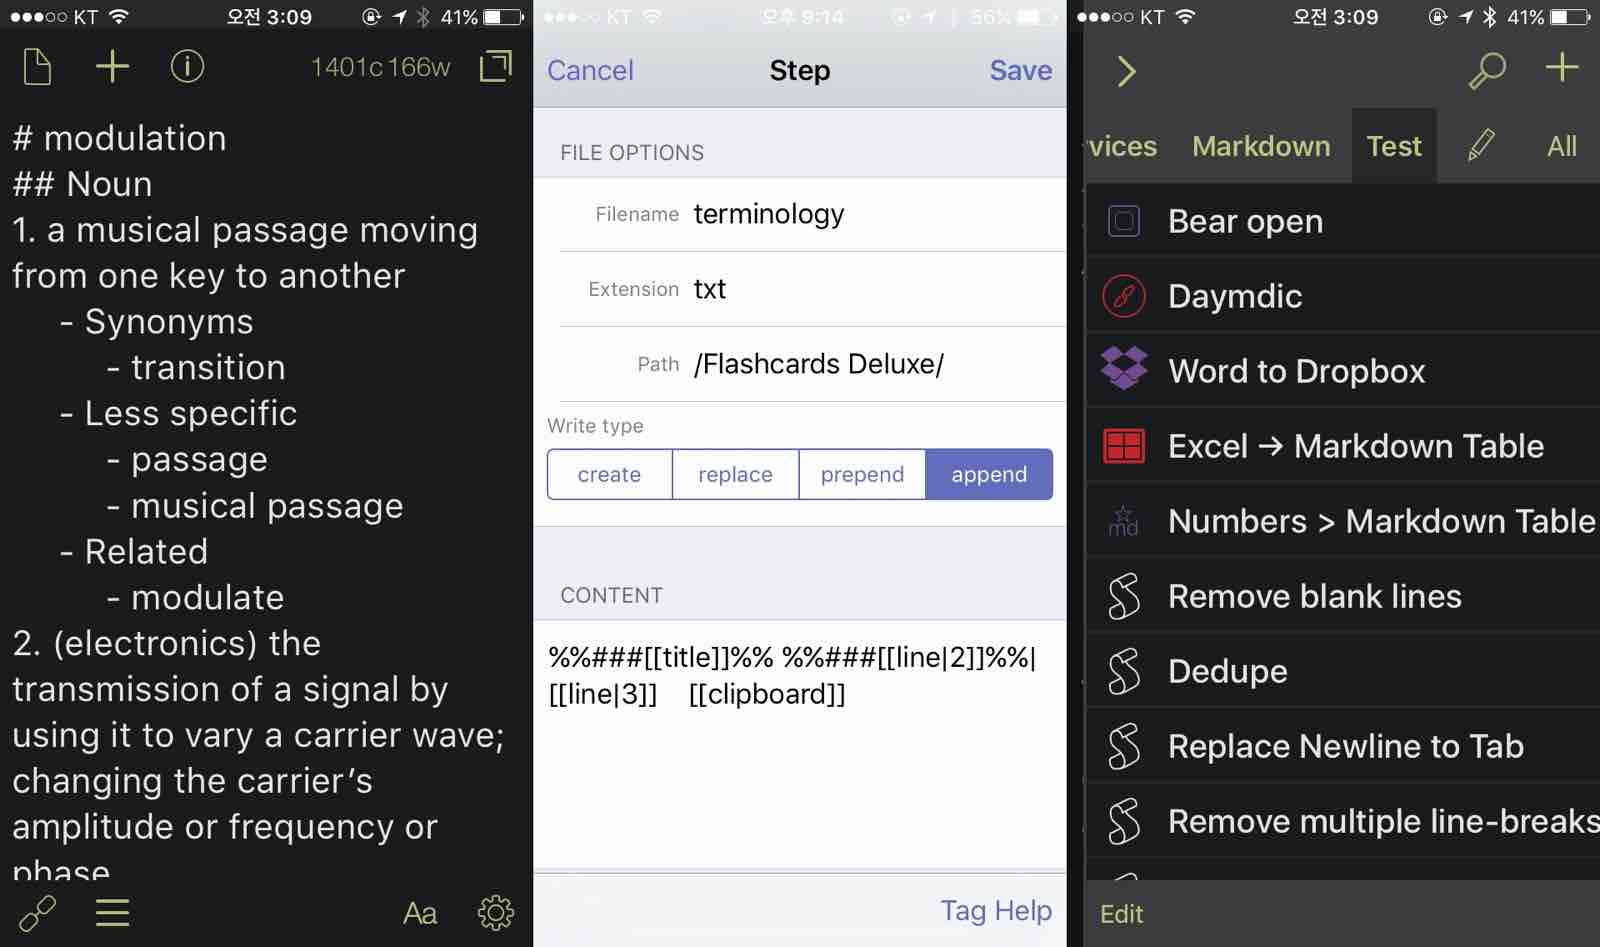 KT 오전 3:09 41%
1401c 166w
# modulation
## Noun
1. a musical passage moving
from one key to another
- Synonyms
- transition
- Less specific
- passage
- musical passage
- Related
- modulate
2. (electronics) the
transmission of a signal by
using it to vary a carrier wave;
changing the carrier’s
amplitude or frequency or
phase
Aa
KT 오후 9:14 56%
Cancel Step Save
FILE OPTIONS
Filename terminology
Extension txt
Path /Flashcards Deluxe/
Write type
create replace prepend append
CONTENT
%%###[[title]]%% %%###[[line|2]]%%|
[[line|3]] [[clipboard]]
Tag Help
KT 오전 3:09 41%
vices Markdown Test All
Bear open
Daymdic
Word to Dropbox
Excel → Markdown Table
md Numbers > Markdown Table
Remove blank lines
Dedupe
Replace Newline to Tab
Remove multiple line-breaks
Edit